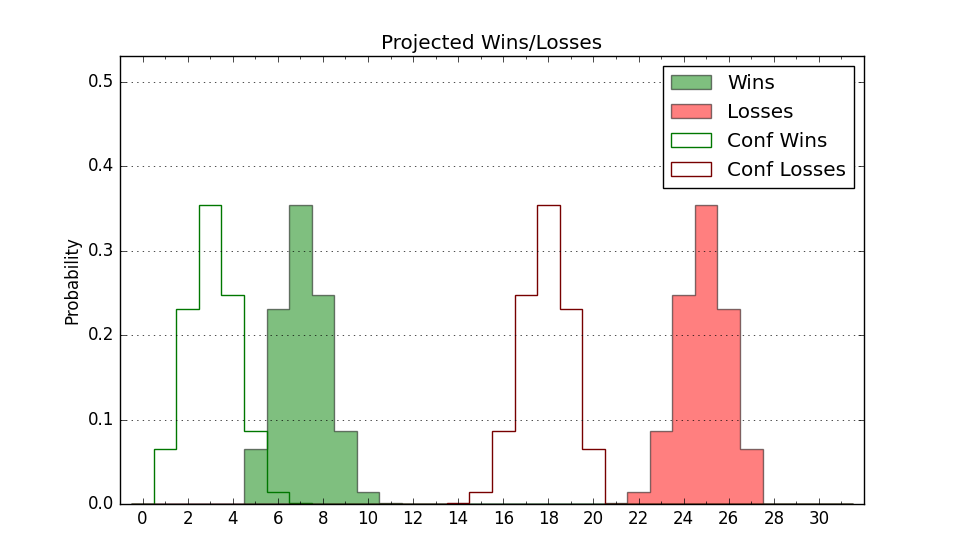 Projected Wins/Losses
Probability
0.5
0.4
0.3
0.2
0.1
0.0
0 2 4 6 8 10 12 14 16 18 20 22 24 26 28 30
Wins
Losses
Conf Wins
Conf Losses